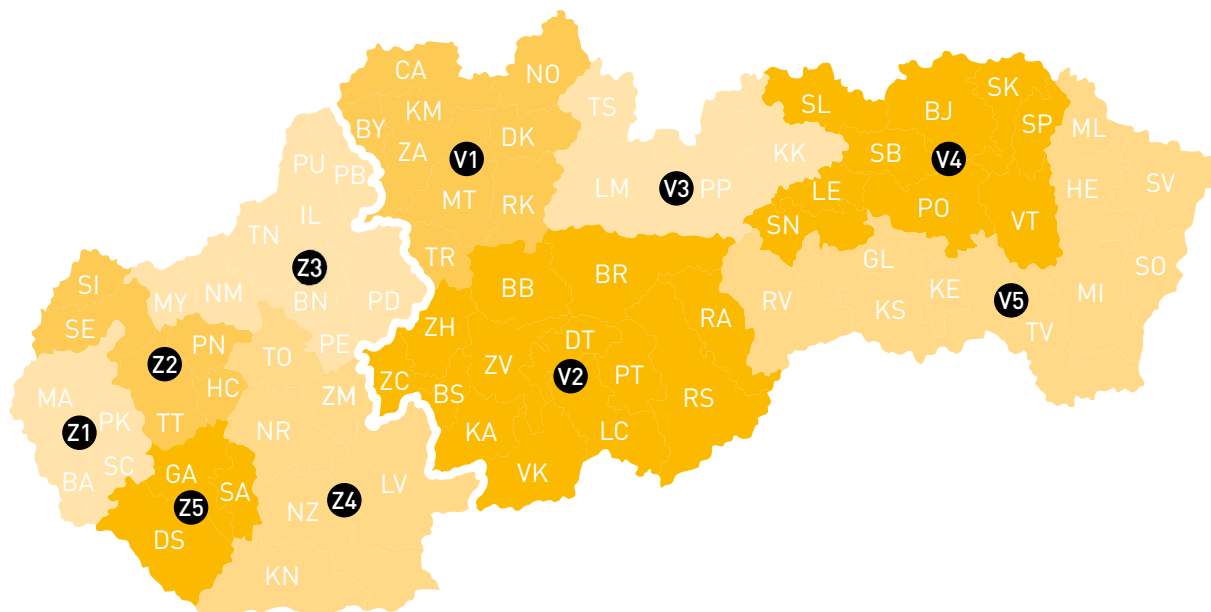 CA
NO
KM
BY
DK
ZA
V1
MT
RK
TR
TS
KK
LM
V3
PP
SL
BJ
SK
SP
SB
V4
LE
PO
SN
VT
ML
HE
SV
SO
MI
GL
RV
KS
KE
V5
TV
PU
PB
IL
TN
Z3
MY
NM
BN
PD
PE
SI
SE
Z2
PN
HC
TT
TO
ZM
NR
NZ
Z4
LV
KN
MA
Z1
PK
SC
BA
GA
SA
Z5
DS
BB
BR
ZH
RA
DT
ZV
V2
PT
ZC
BS
RS
KA
LC
VK